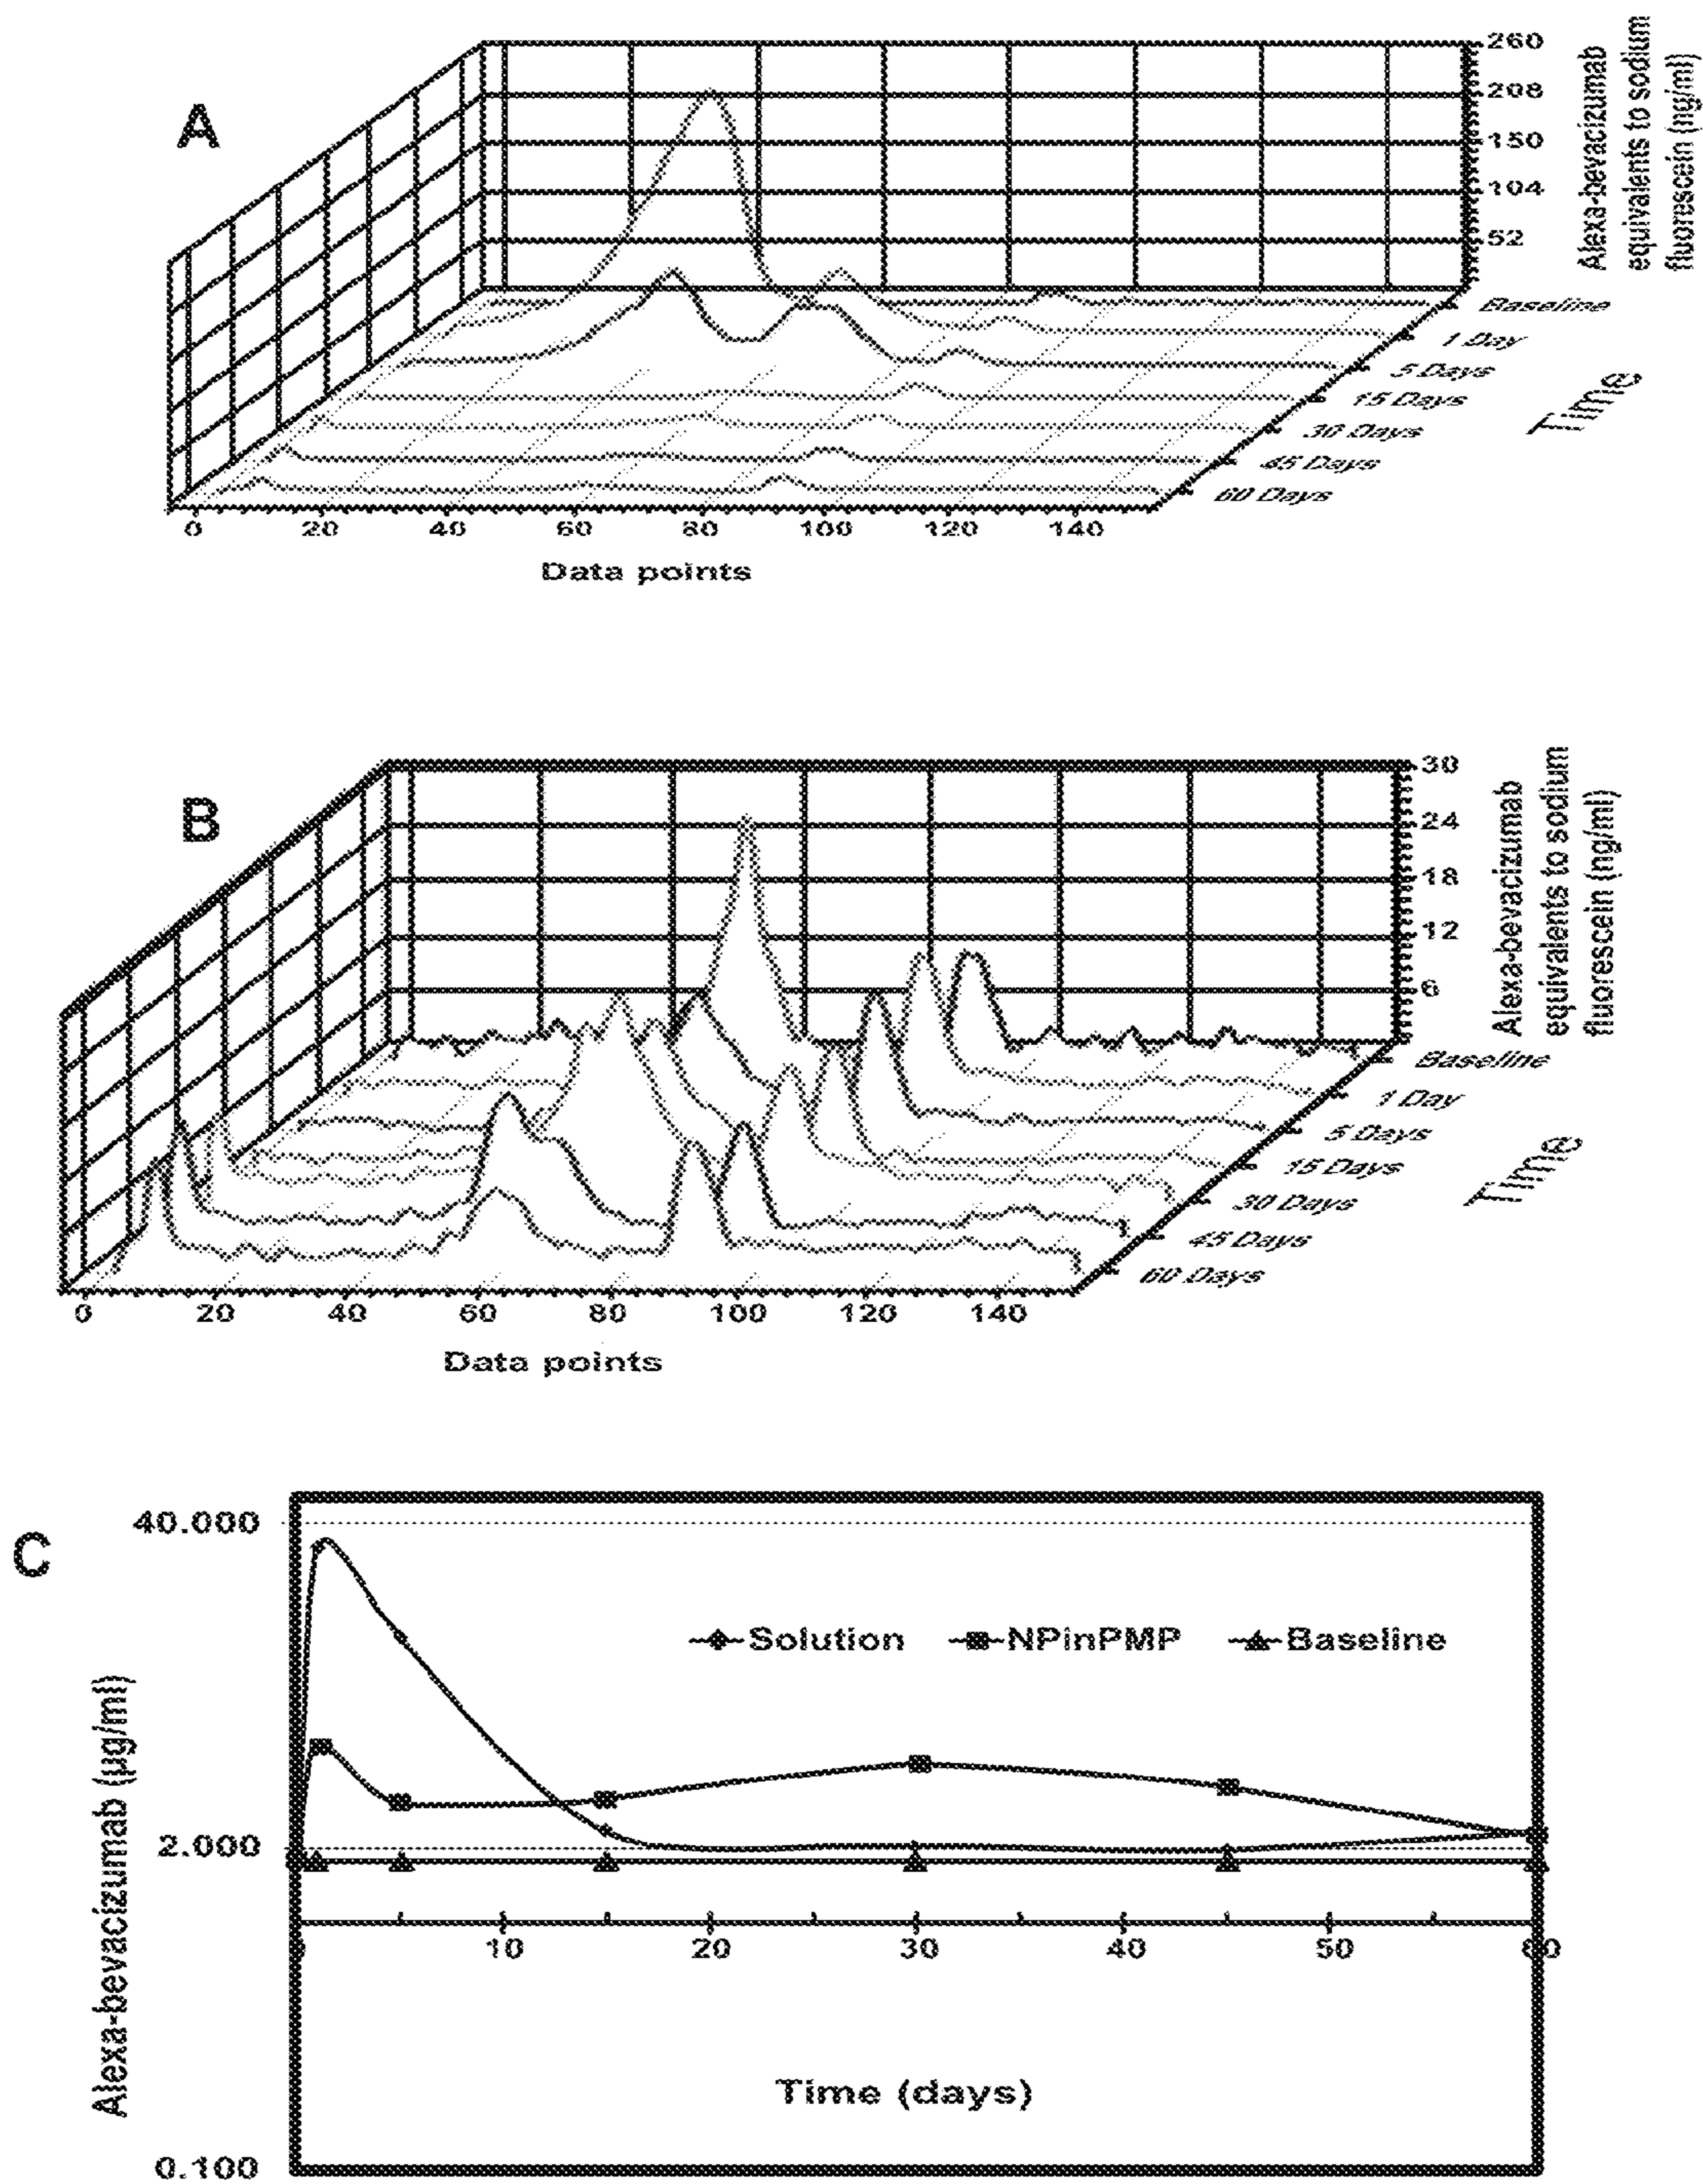 A
260
208
150
104
52
Alexa-bevacizumab
equivalents to sodium
fluorescein (ng/ml)
Baseline
1 Day
5 Days
15 Days
30 Days
45 Days
60 Days
Time
0 20 40 60 80 100 120 140
Data points
B
30
24
18
12
6
Alexa-bevacizumab
equivalents to sodium
fluorescein (ng/ml)
Baseline
1 Day
5 Days
15 Days
30 Days
45 Days
60 Days
Time
0 20 40 60 80 100 120 140
Data points
C
40.000
Solution NPinPMP Baseline
Alexa-bevacizumab (µg/ml)
2.000
10 20 30 40 50 60
Time (days)
0.100